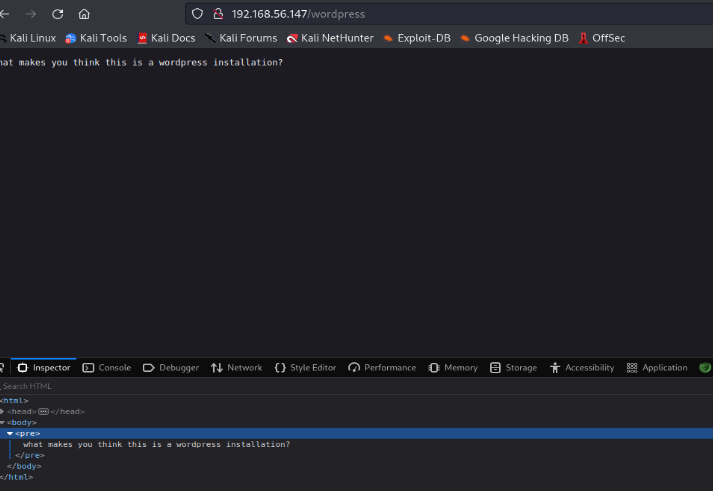 192.168.56.147/wordpress
Kali Linux Kali Tools Kali Docs Kali Forums Kali NetHunter Exploit-DB Google Hacking DB OffSec
hat makes you think this is a wordpress installation?
Inspector Console Debugger Network Style Editor Performance Memory Storage Accessibility Application
Search HTML
<html>
<head></head>
<body>
<pre>
what makes you think this is a wordpress installation?
</pre>
</body>
</html>